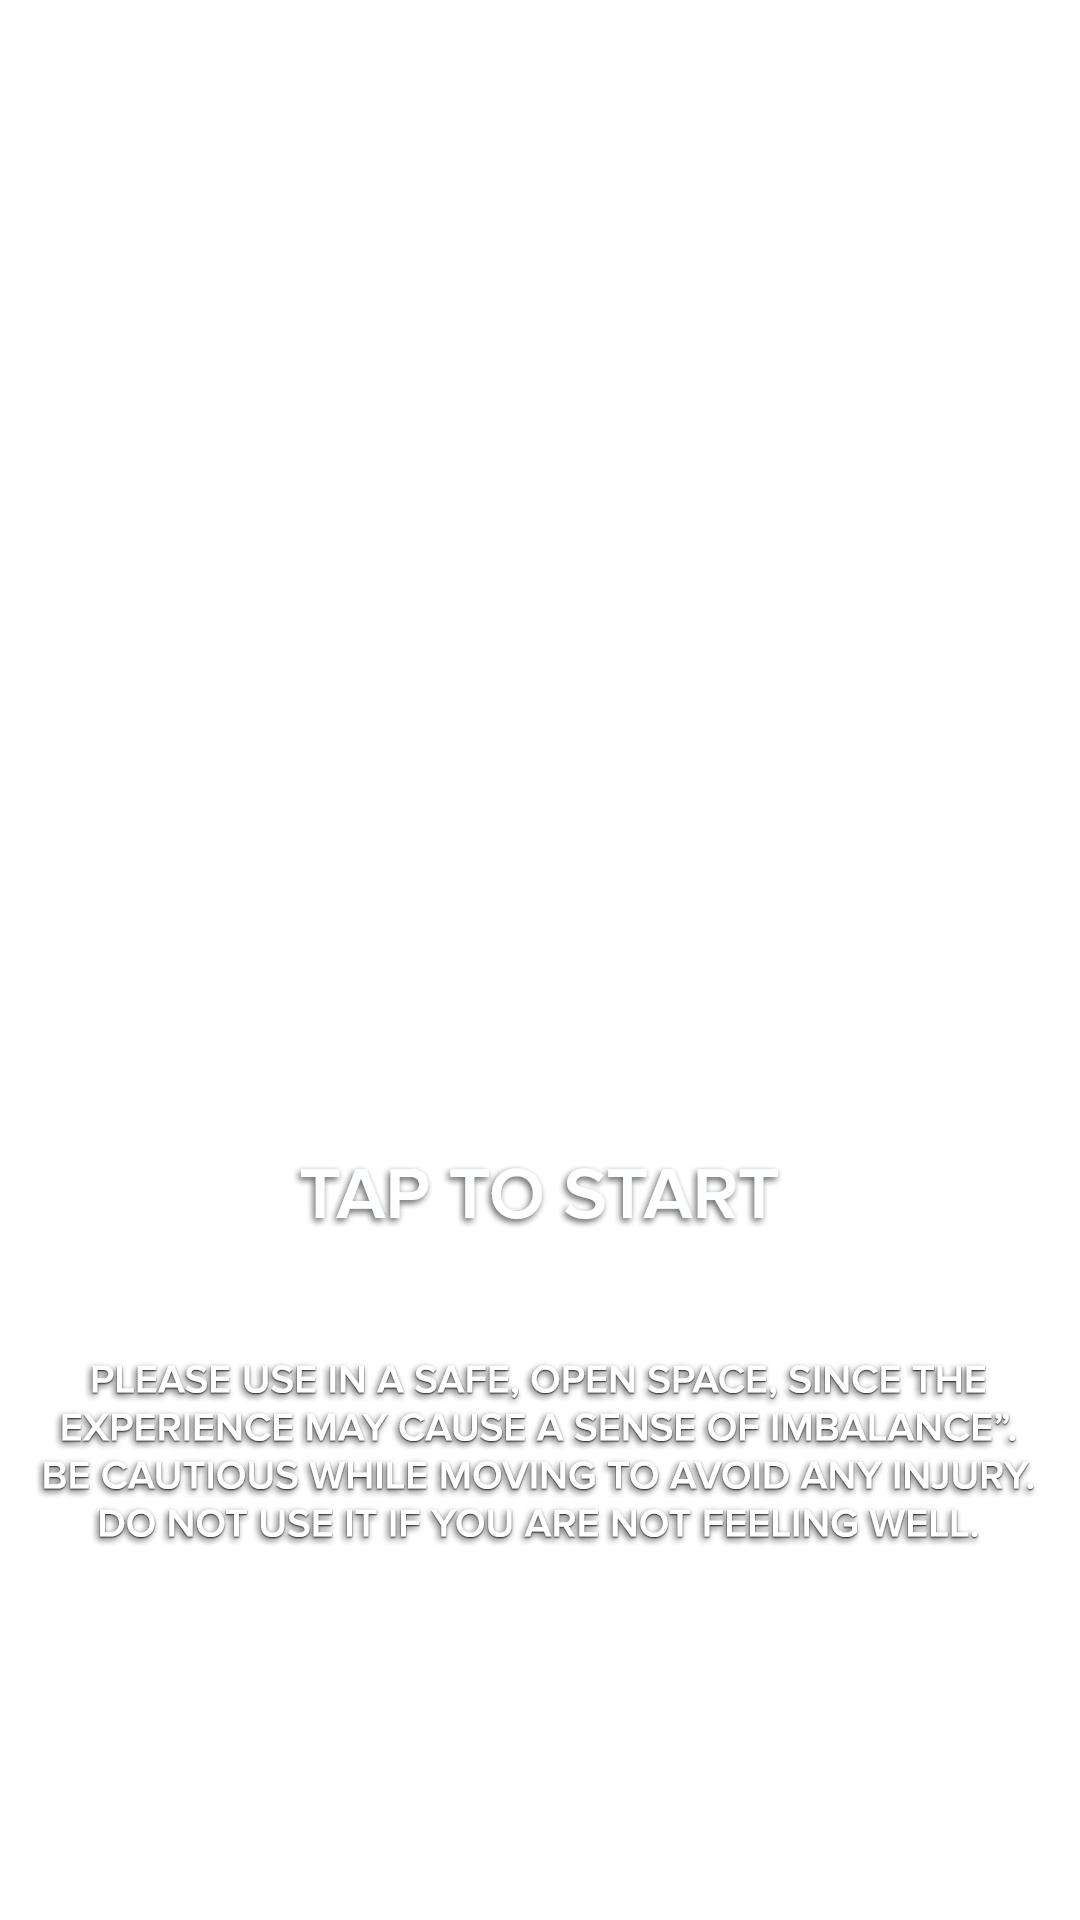 TAP TO START
PLEASE USE IN A SAFE, OPEN SPACE, SINCE THE
EXPERIENCE MAY CAUSE A SENSE OF IMBALANCE”.
BE CAUTIOUS WHILE MOVING TO AVOID ANY INJURY.
DO NOT USE IT IF YOU ARE NOT FEELING WELL.